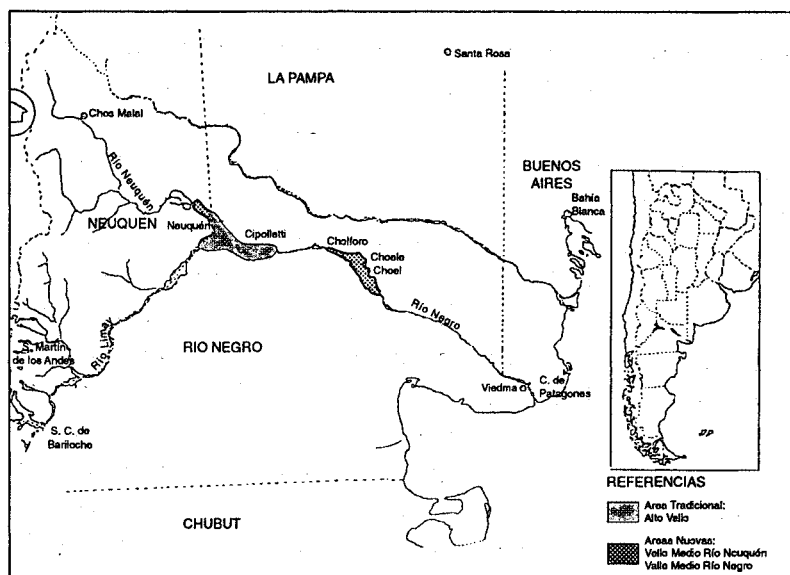 Santa Rosa
LA PAMPA
Chos Malal
BUENOS
AIRES
Bahía
Blanca
Río Neuquén
NEUQUEN
Neuquén
Cipolletti
Cholforo
Choele
Choel
Río Negro
Río Limay
S. Martín
de los Andes
RIO NEGRO
Viedma
C. de
Patagones
S. C. de
Bariloche
CHUBUT
REFERENCIAS
Area Tradicional:
Alto Valle
Areas Nuevas:
Valle Medio Río Neuquén
Valle Medio Río Negro